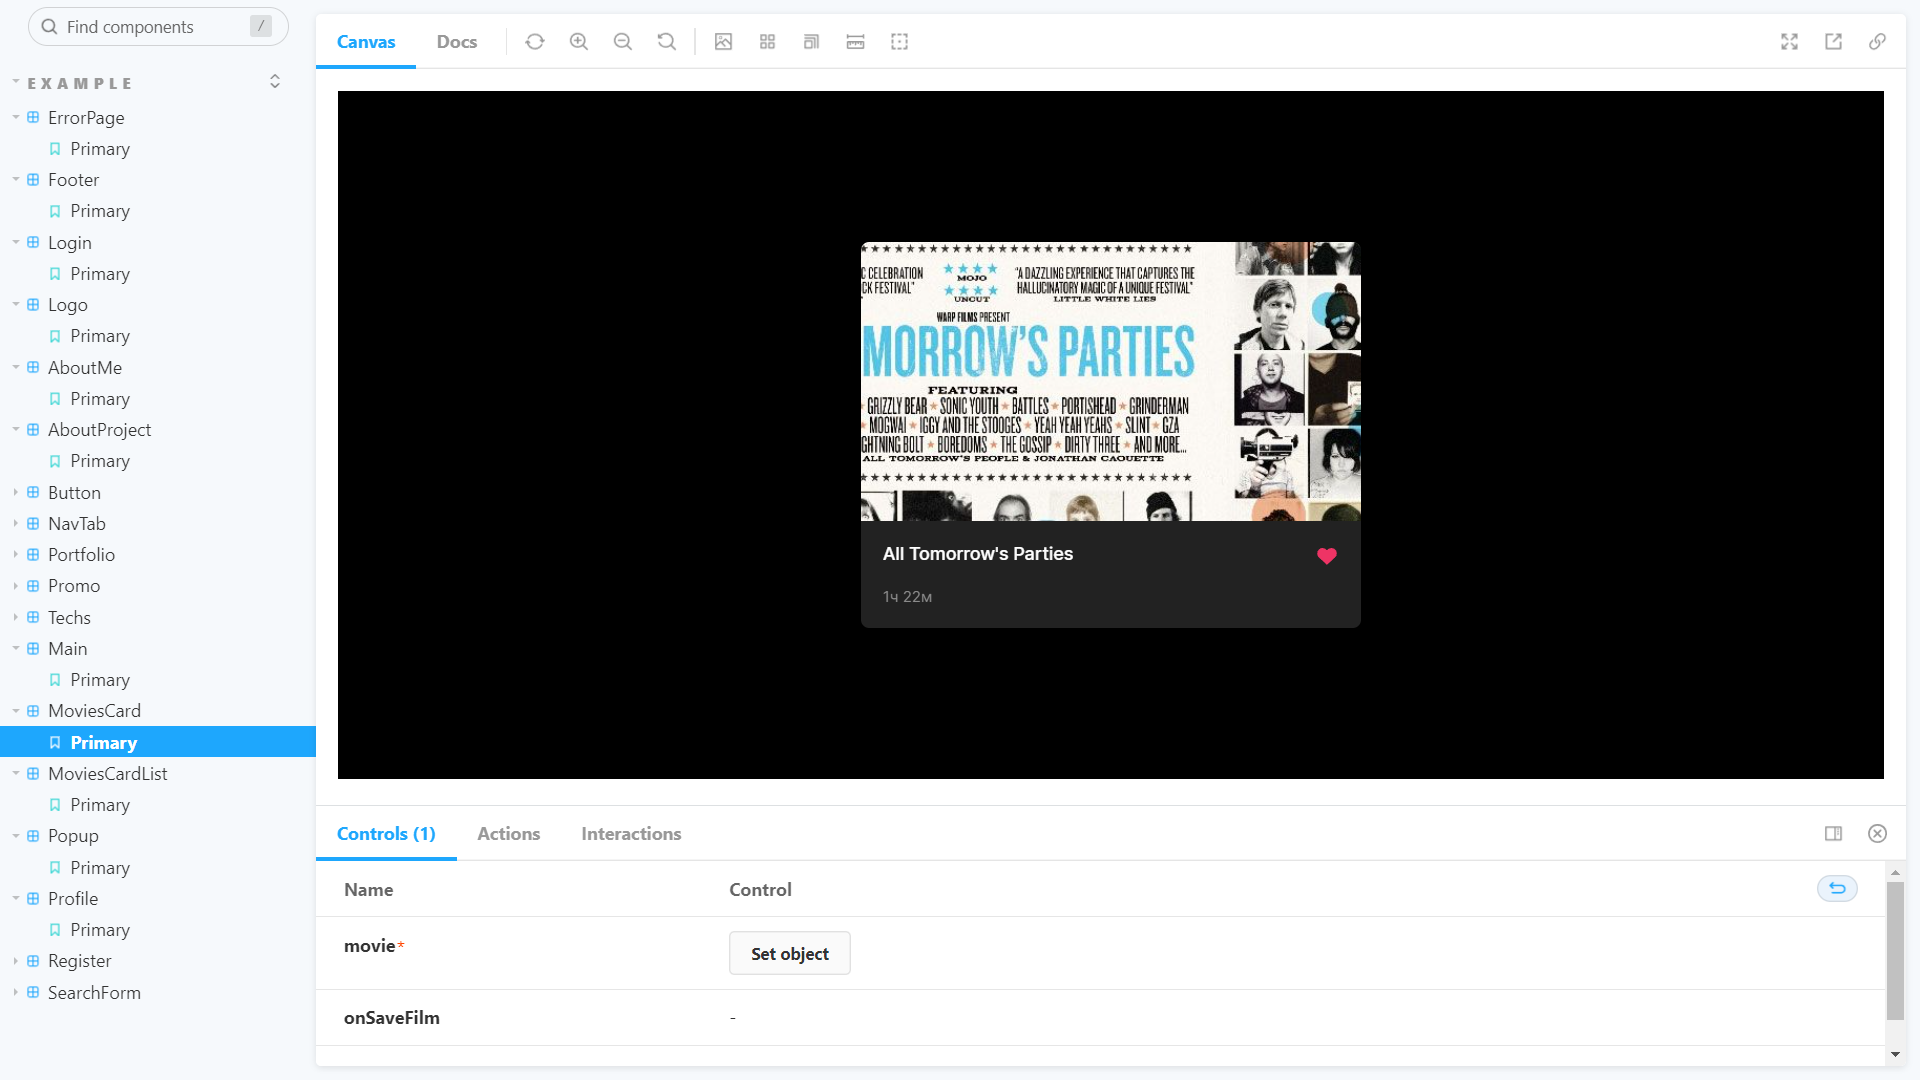 Find components
/
EXAMPLE
ErrorPage
Primary
Footer
Primary
Login
Primary
Logo
Primary
AboutMe
Primary
AboutProject
Primary
Button
NavTab
Portfolio
Promo
Techs
Main
Primary
MoviesCard
Primary
MoviesCardList
Primary
Popup
Primary
Profile
Primary
Register
SearchForm
Canvas
Docs
C CELEBRATION
CK FESTIVAL"
MOJO
UNCUT
"A DAZZLING EXPERIENCE THAT CAPTURES THE
HALLUCINATORY MAGIC OF A UNIQUE FESTIVAL"
LITTLE WHITE LIES
WARP FILMS PRESENT
MORROW'S PARTIES
FEATURING
GRIZZLY BEAR ★ SONIC YOUTH ★ BATTLES ★ PORTISHEAD ★ GRINDERMAN
★ MOGWAI ★ IGGY AND THE STOOGES ★ YEAH YEAH YEAHS ★ SLINT ★ GZA
GHTNING BOLT ★ BOREDOMS ★ THE GOSSIP ★ DIRTY THREE ★ AND MORE...
ALL TOMORROW'S PEOPLE & JONATHAN CAOUETTE
All Tomorrow's Parties
1ч 22м
Controls (1)
Actions
Interactions
Name
Control
movie*
Set object
onSaveFilm
-